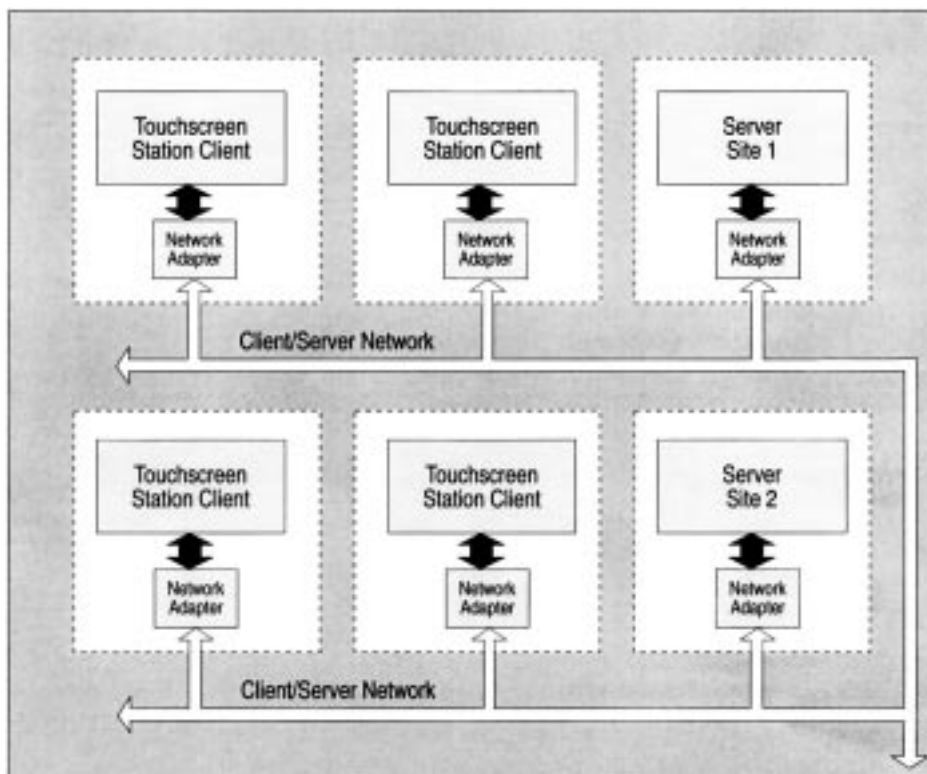 Touchscreen
Station Client
Network
Adapter
Touchscreen
Station Client
Network
Adapter
Server
Site 1
Network
Adapter
Client/Server Network
Touchscreen
Station Client
Network
Adapter
Touchscreen
Station Client
Network
Adapter
Server
Site 2
Network
Adapter
Client/Server Network